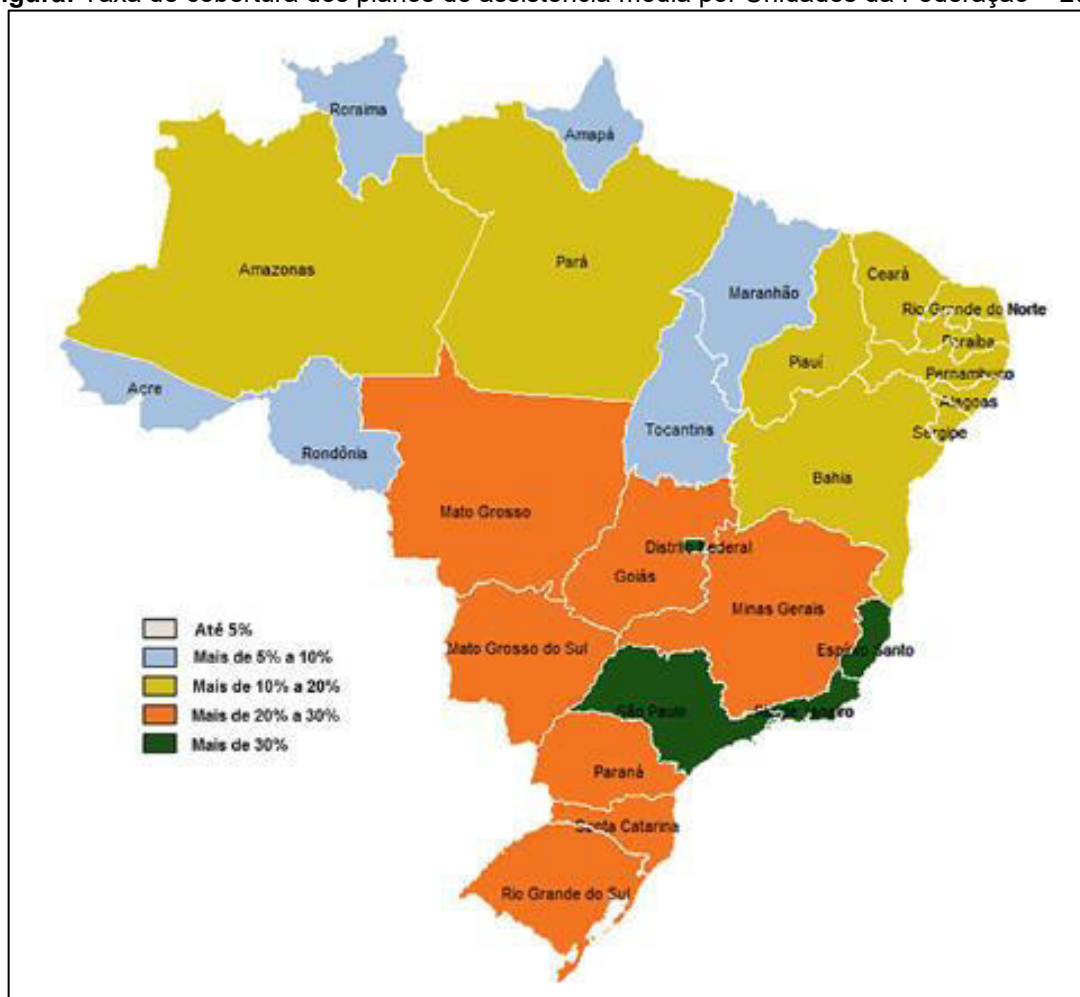 Taxa de cobertura dos planos de assistência média por Unidades da Federação
Roraima
Amapá
Amazonas
Pará
Ceará
Maranhão
Rio Grande do Norte
Paraíba
Piauí
Pernambuco
Acre
Alagoas
Tocantins
Sergipe
Rondônia
Bahia
Mato Grosso
Distrito Federal
Goiás
Minas Gerais
Até 5%
Mato Grosso do Sul
Espírito Santo
Mais de 5% a 10%
Mais de 10% a 20%
São Paulo
Mais de 20% a 30%
Mais de 30%
Paraná
Santa Catarina
Rio Grande do Sul